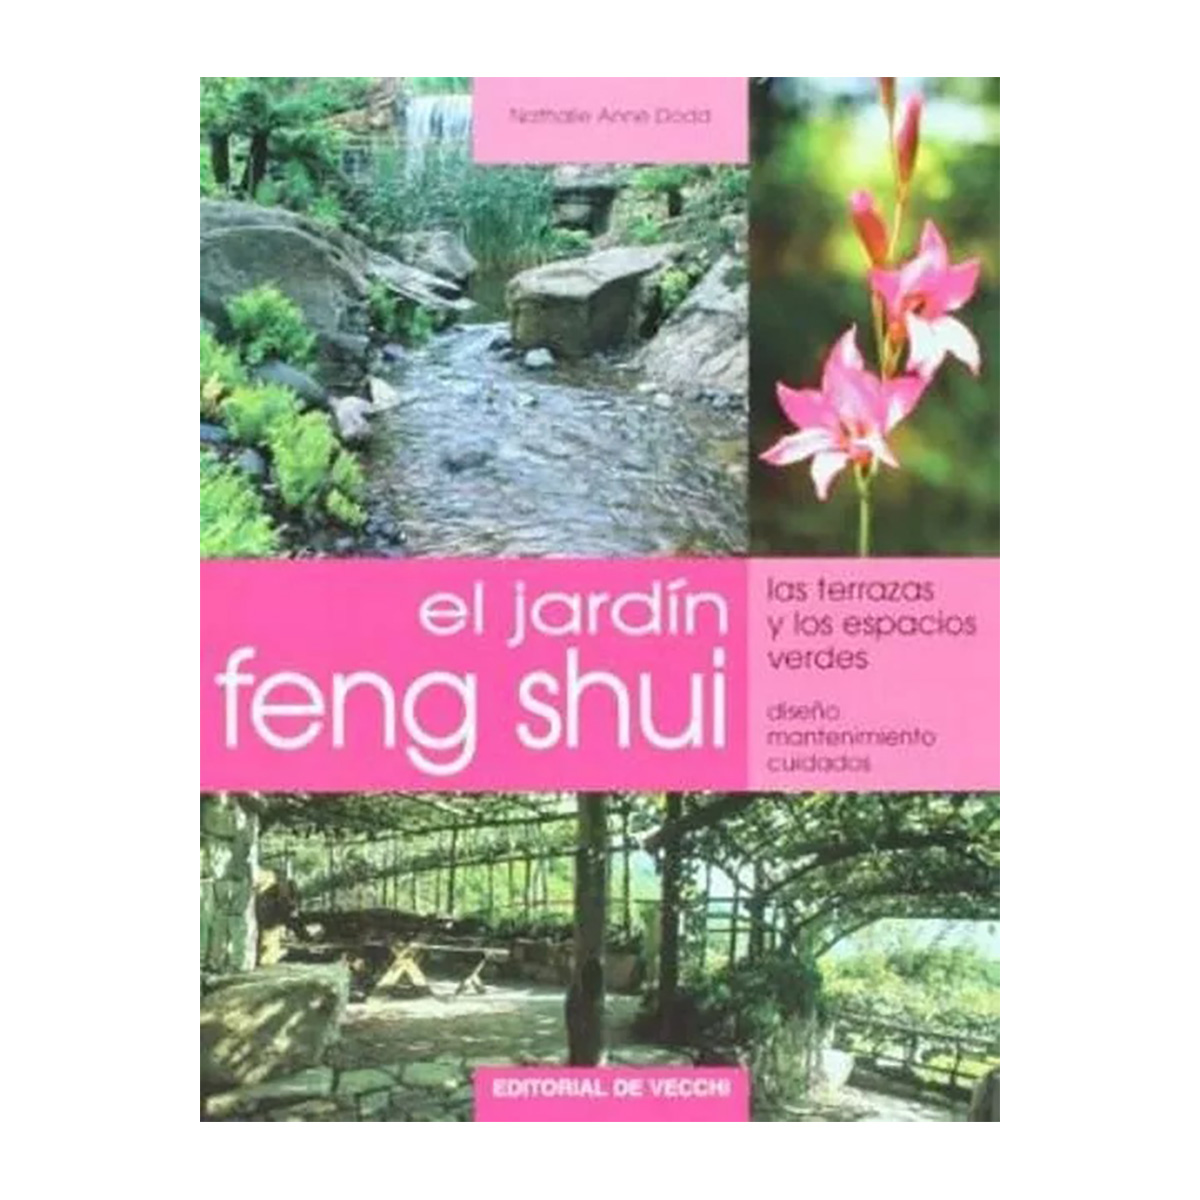 Nathalie Anne Dodd
el jardín
feng shui
las terrazas
y los espacios
verdes
diseño
mantenimiento
cuidados
EDITORIAL DE VECCHI